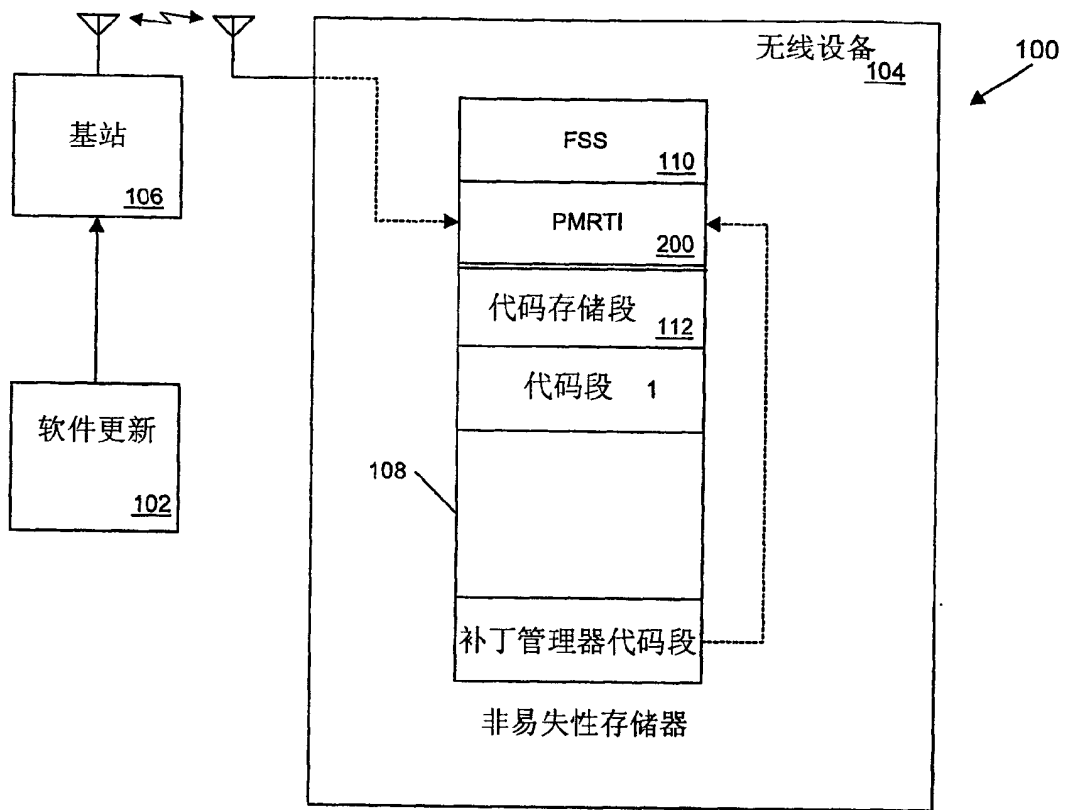 无线设备
104
100
基站
106
FSS
110
PMRTI
200
代码存储段
112
代码段 1
软件更新
102
108
补丁管理器代码段
非易失性存储器